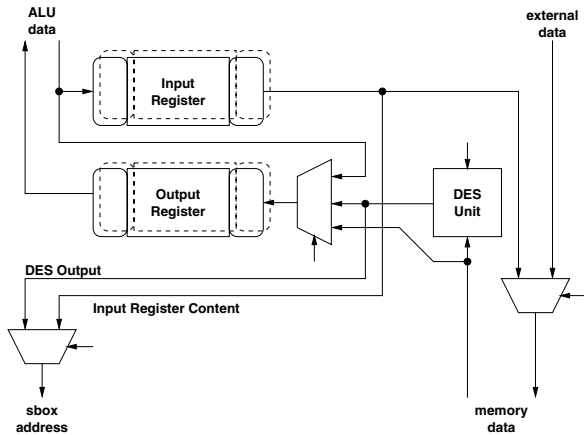 ALU
data
external
data
Input
Register
Output
Register
DES
Unit
DES Output
Input Register Content
sbox
address
memory
data